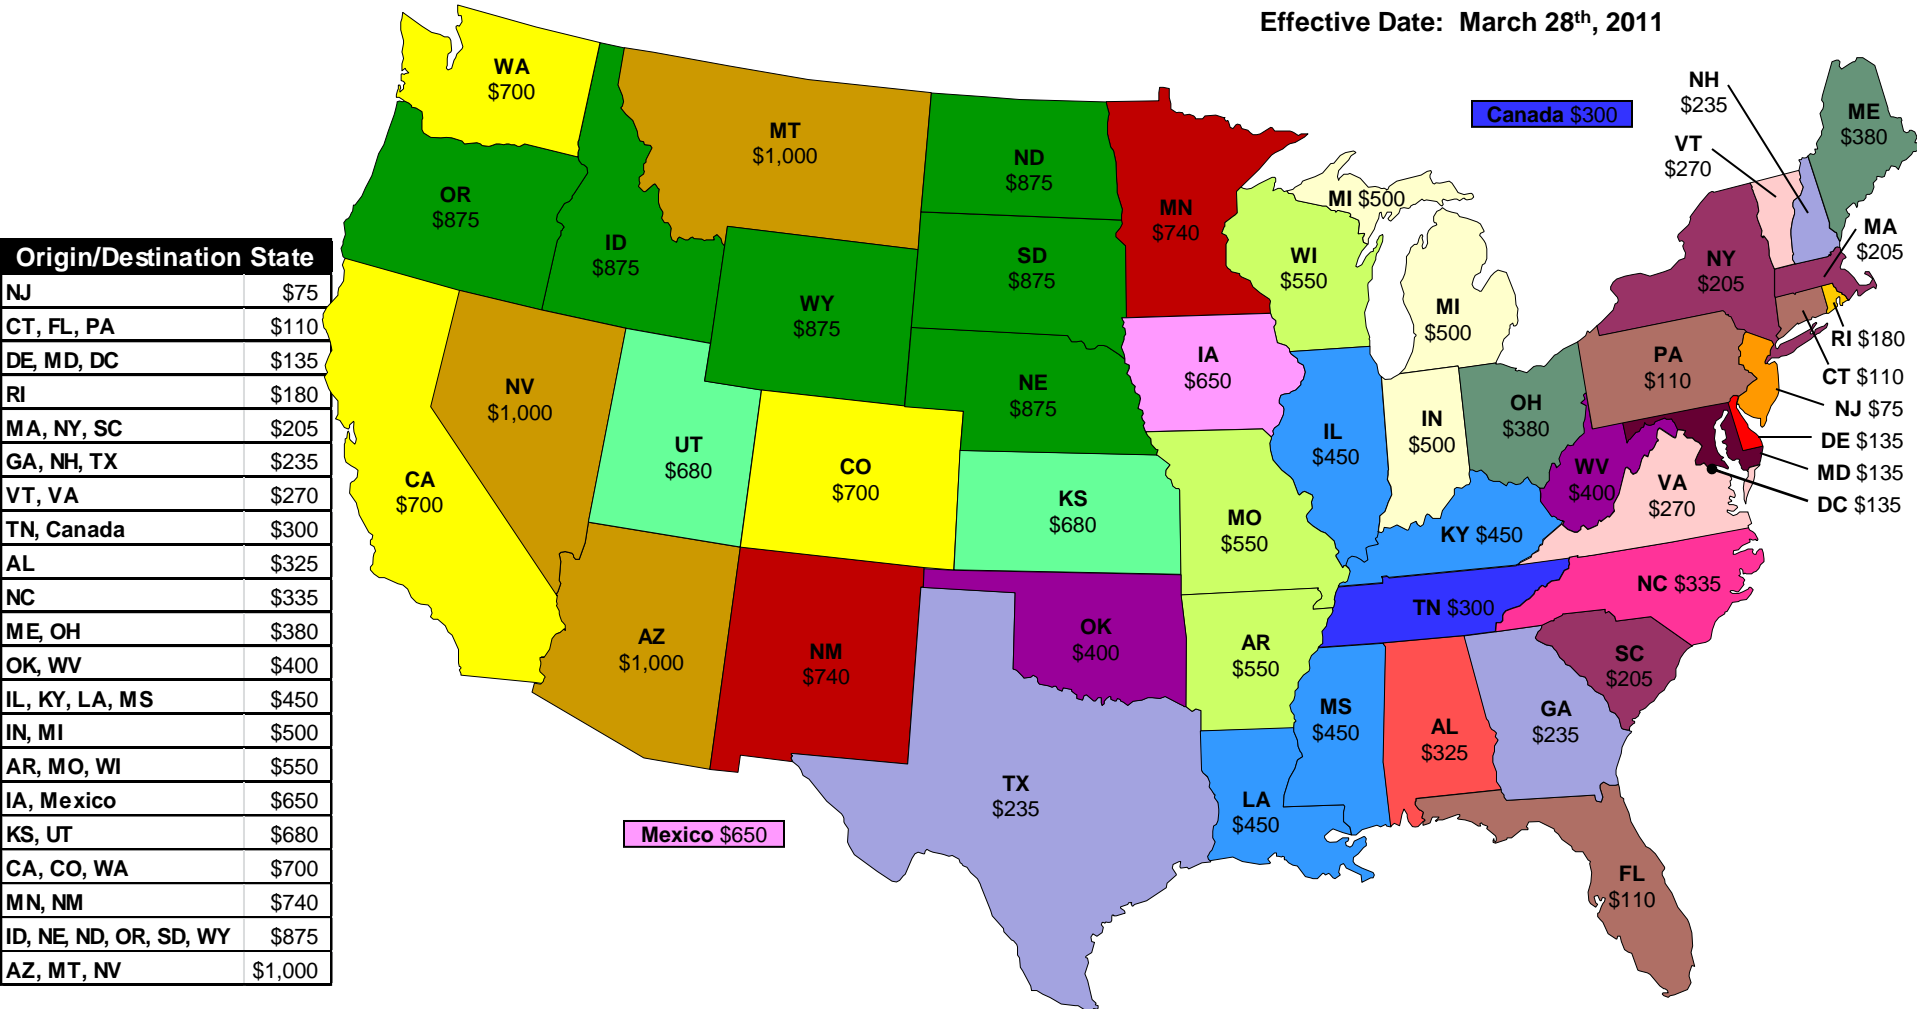 Effective Date: March 28th, 2011
Origin/Destination State
NJ $75
CT, FL, PA $110
DE, MD, DC $135
RI $180
MA, NY, SC $205
GA, NH, TX $235
VT, VA $270
TN, Canada $300
AL $325
NC $335
ME, OH $380
OK, WV $400
IL, KY, LA, MS $450
IN, MI $500
AR, MO, WI $550
IA, Mexico $650
KS, UT $680
CA, CO, WA $700
MN, NM $740
ID, NE, ND, OR, SD, WY $875
AZ, MT, NV $1,000
WA
$700
OR
$875
CA
$700
NV
$1,000
ID
$875
MT
$1,000
WY
$875
UT
$680
CO
$700
AZ
$1,000
NM
$740
ND
$875
SD
$875
NE
$875
KS
$680
OK
$400
TX
$235
MN
$740
IA
$650
MO
$550
AR
$550
LA
$450
WI
$550
IL
$450
MI $500
MI
$500
IN
$500
OH
$380
KY $450
TN $300
MS
$450
AL
$325
GA
$235
FL
$110
SC
$205
NC $335
VA
$270
WV
$400
PA
$110
NY
$205
VT
$270
NH
$235
ME
$380
MA
$205
RI $180
CT $110
NJ $75
DE $135
MD $135
DC $135
Canada $300
Mexico $650